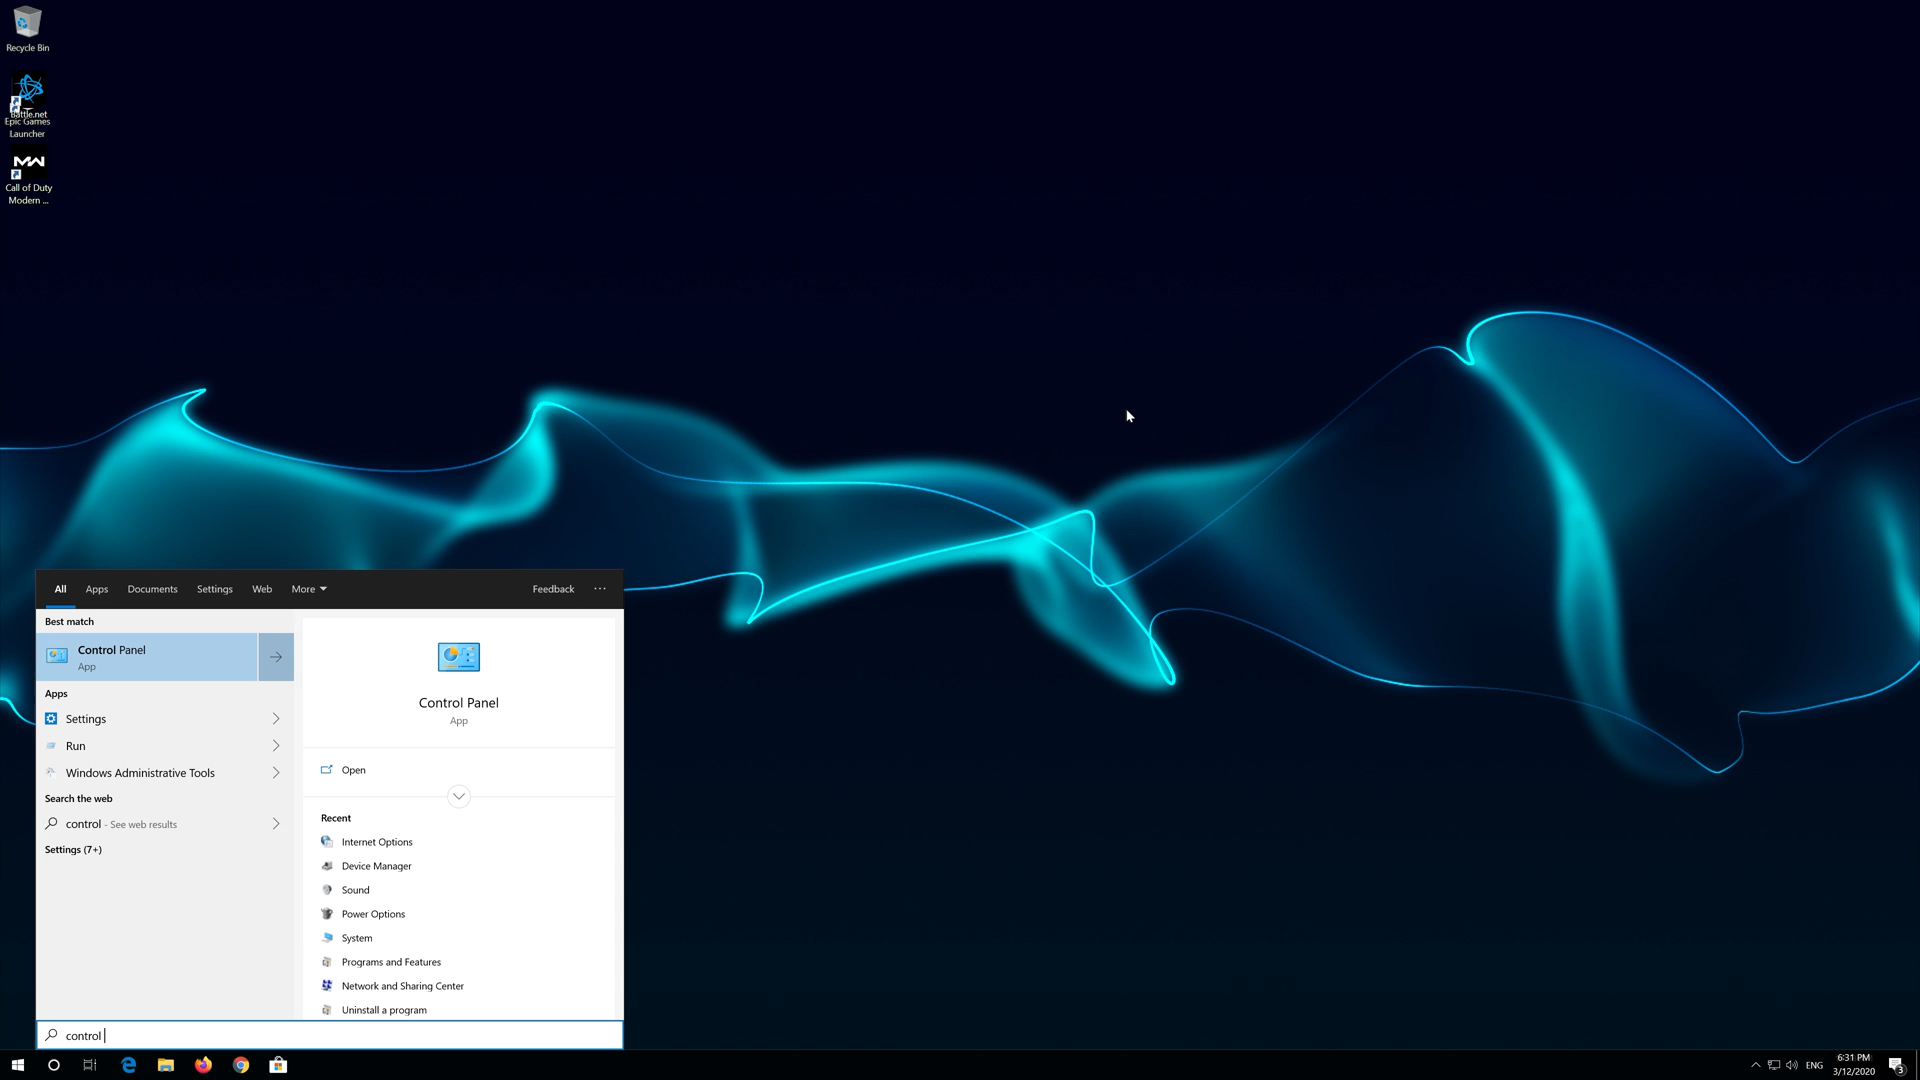 Recycle Bin
Battle.net
Epic Games
Launcher
MW
Call of Duty
Modern ...
All
Apps
Documents
Settings
Web
More
Feedback
...
Best match
Control Panel
App
Apps
Settings
Run
Windows Administrative Tools
Search the web
control - See web results
Settings (7+)
Control Panel
App
Open
Recent
Internet Options
Device Manager
Sound
Power Options
System
Programs and Features
Network and Sharing Center
Uninstall a program
control
ENG
6:31 PM
3/12/2020
3